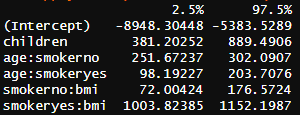 2.5% 97.5%
(Intercept) -8948.30448 -5383.5289
children 381.20252 889.4906
age:smokerno 251.67237 302.0907
age:smokeryes 98.19227 203.7076
smokerno:bmi 72.00424 176.5724
smokeryes:bmi 1003.82385 1152.1987